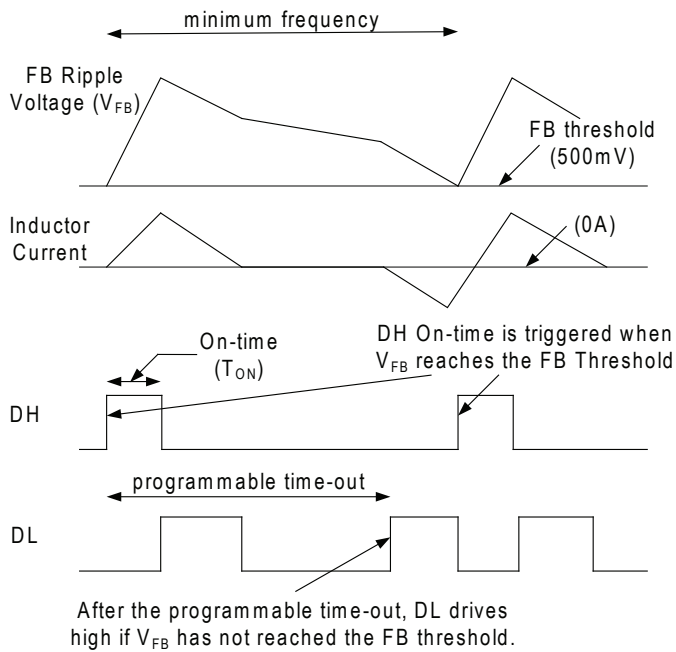 minimum frequency
FB Ripple
Voltage (VFB)
FB threshold
(500mV)
Inductor
Current
(0A)
DH On-time is triggered when
VFB reaches the FB Threshold
On-time
(TON)
DH
programmable time-out
DL
After the programmable time-out, DL drives
high if VFB has not reached the FB threshold.